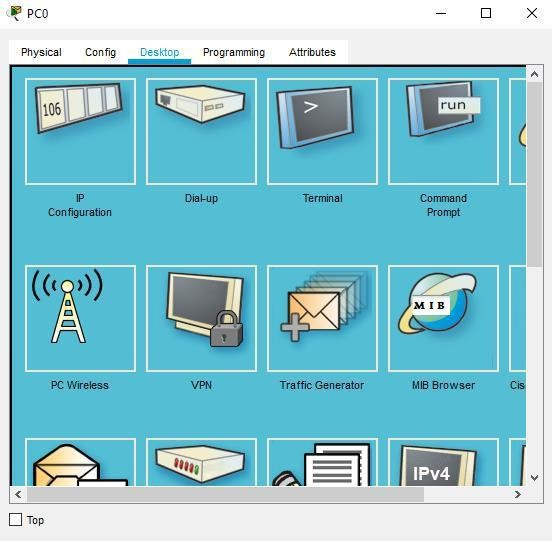 PC0
Physical Config Desktop Programming Attributes
106
>
run
IP Configuration
Dial-up
Terminal
Command Prompt
MIB
PC Wireless
VPN
Traffic Generator
MIB Browser
Cis
IPv4
Top